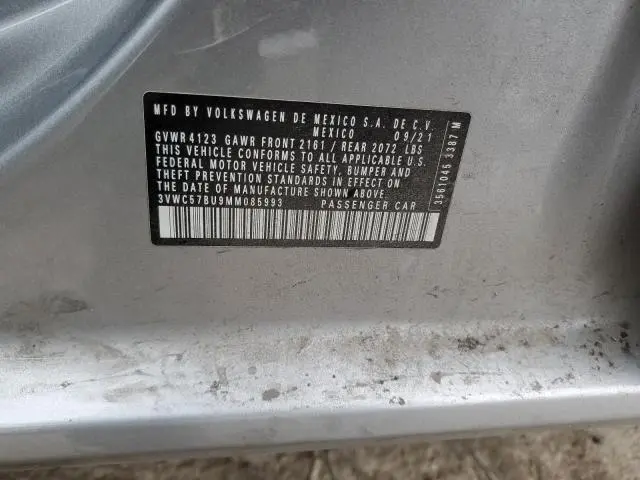 MFD BY VOLKSWAGEN DE MEXICO S.A. DE C.V.
MEXICO 09/21
GVWR 4123 GAWR FRONT 2161 / REAR 2072 LBS
THIS VEHICLE CONFORMS TO ALL APPLICABLE U.S.
FEDERAL MOTOR VEHICLE SAFETY, BUMPER AND
THEFT PREVENTION STANDARDS IN EFFECT ON
THE DATE OF MANUFACTURE SHOWN ABOVE.
3VWC57BU9MM085993 PASSENGER CAR
3561045 3387 M